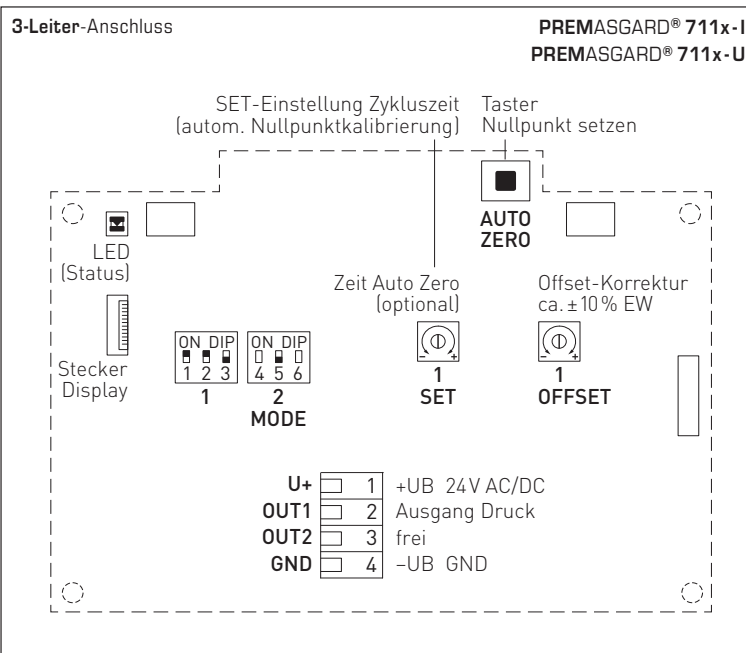 3-Leiter-Anschluss
PREMASGARD® 711x-I
PREMASGARD® 711x-U
SET-Einstellung Zykluszeit
(autom. Nullpunktkalibrierung)
Taster
Nullpunkt setzen
AUTO
ZERO
LED
(Status)
Zeit Auto Zero
(optional)
Offset-Korrektur
ca. ± 10 % EW
Stecker
Display
ON DIP
1 2 3
1
ON DIP
4 5 6
2
MODE
- +
1
SET
- +
1
OFFSET
U+ 1 +UB 24V AC/DC
OUT1 2 Ausgang Druck
OUT2 3 frei
GND 4 –UB GND